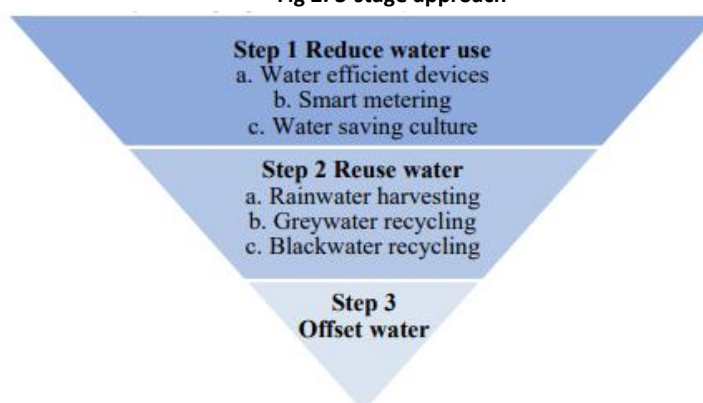 Step 1 Reduce water use
a. Water efficient devices
b. Smart metering
c. Water saving culture
Step 2 Reuse water
a. Rainwater harvesting
b. Greywater recycling
c. Blackwater recycling
Step 3
Offset water